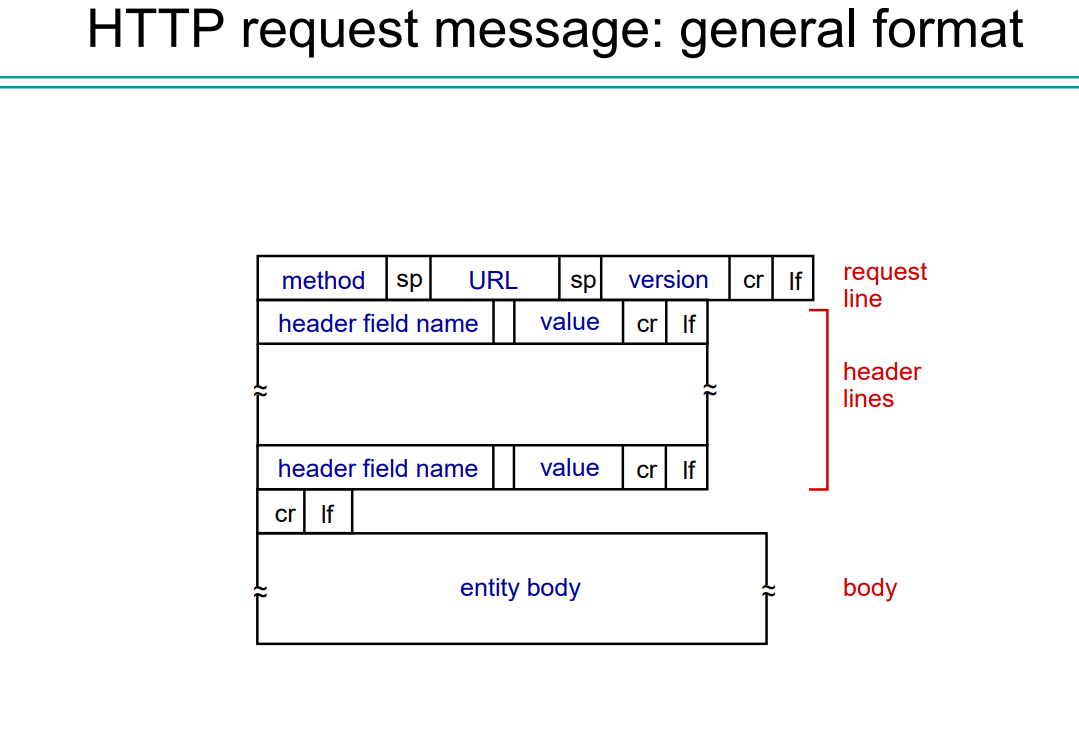 HTTP request message: general format
method sp URL sp version cr lf
request
line
header field name value cr lf
header
lines
≈ ≈
header field name value cr lf
cr lf
≈ entity body ≈
body